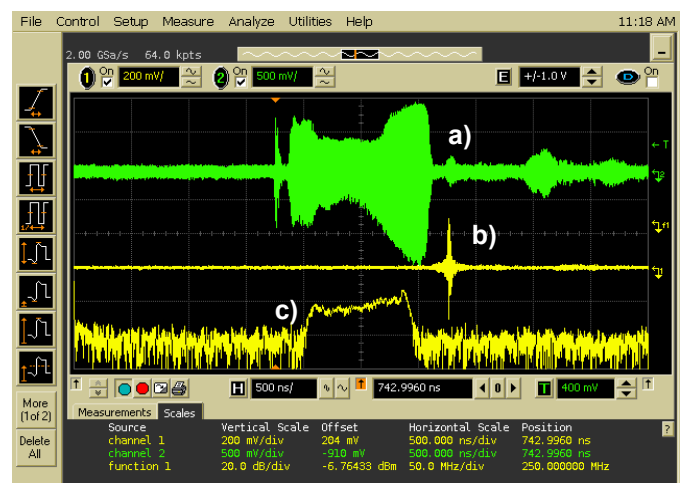 File Control Setup Measure Analyze Utilities Help 11:18 AM
2.00 GSa/s 64.0 kpts
1 On 200 mV/ 2 On 500 mV/ E +/-1.0 V D On
a)
T
2
b)
f1
1
c)
H 500 ns/ 742.9960 ns 0 T 400 mV
More
(1of 2)
Delete
All
Measurements Scales
Source Vertical Scale Offset Horizontal Scale Position
channel 1 200 mV/div 204 mV 500.000 ns/div 742.9960 ns
channel 2 500 mV/div -910 mV 500.000 ns/div 742.9960 ns
function 1 20.0 dB/div -6.76433 dBm 50.0 MHz/div 250.000000 MHz
?